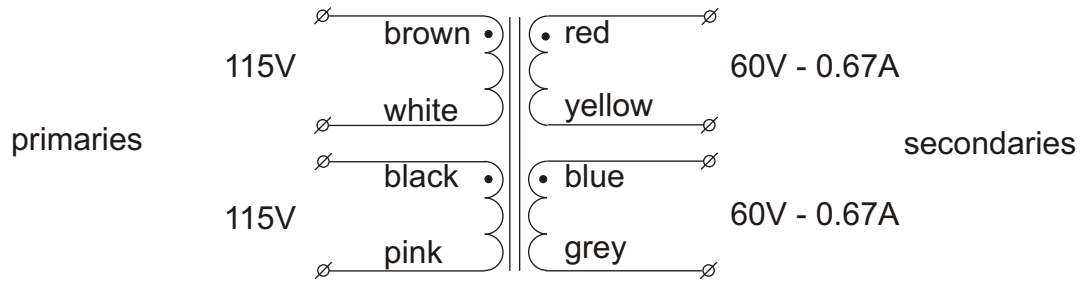 brown
red
115V
60V - 0.67A
white
yellow
primaries
secondaries
black
blue
115V
60V - 0.67A
pink
grey